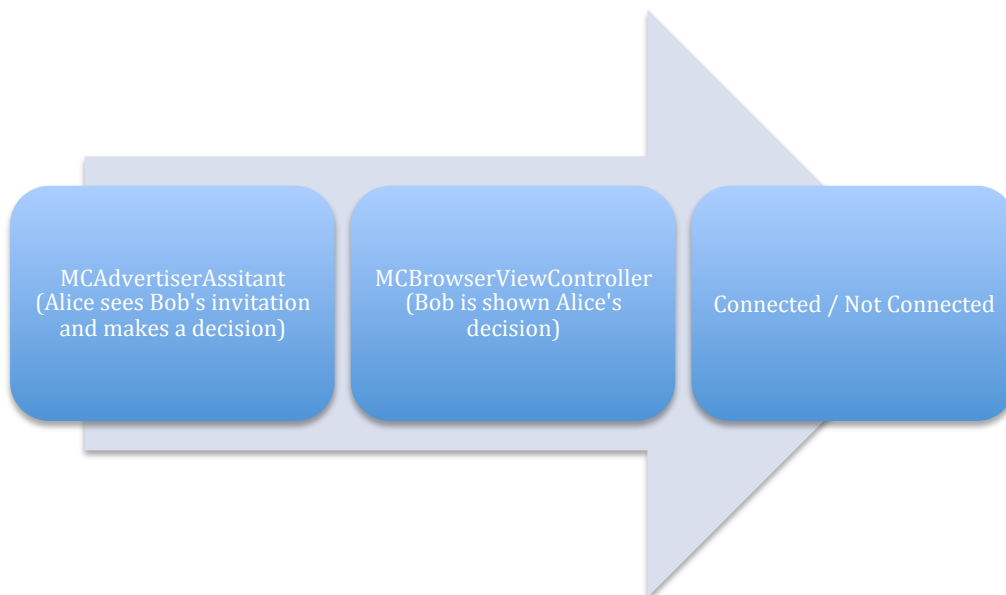 MCAdvertiserAssitant
(Alice sees Bob's invitation
and makes a decision)
MCBrowserViewController
(Bob is shown Alice's
decision)
Connected / Not Connected